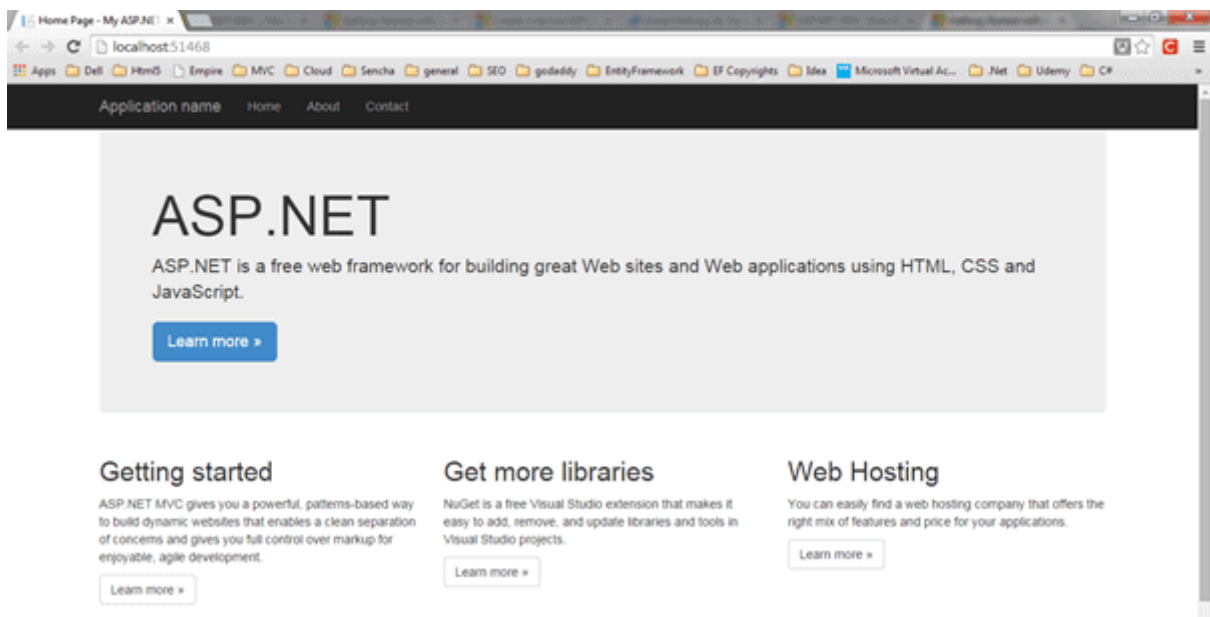 Home Page - My ASP.NET
localhost:51468
Apps Dell Html5 Empire MVC Cloud Sencha general SEO godaddy EntityFramework EF Copyrights Idea Microsoft Virtual Ac... .Net Udemy C#
Application name Home About Contact
ASP.NET
ASP.NET is a free web framework for building great Web sites and Web applications using HTML, CSS and
JavaScript.
Learn more »
Getting started
ASP.NET MVC gives you a powerful, patterns-based way
to build dynamic websites that enables a clean separation
of concerns and gives you full control over markup for
enjoyable, agile development.
Learn more »
Get more libraries
NuGet is a free Visual Studio extension that makes it
easy to add, remove, and update libraries and tools in
Visual Studio projects.
Learn more »
Web Hosting
You can easily find a web hosting company that offers the
right mix of features and price for your applications.
Learn more »